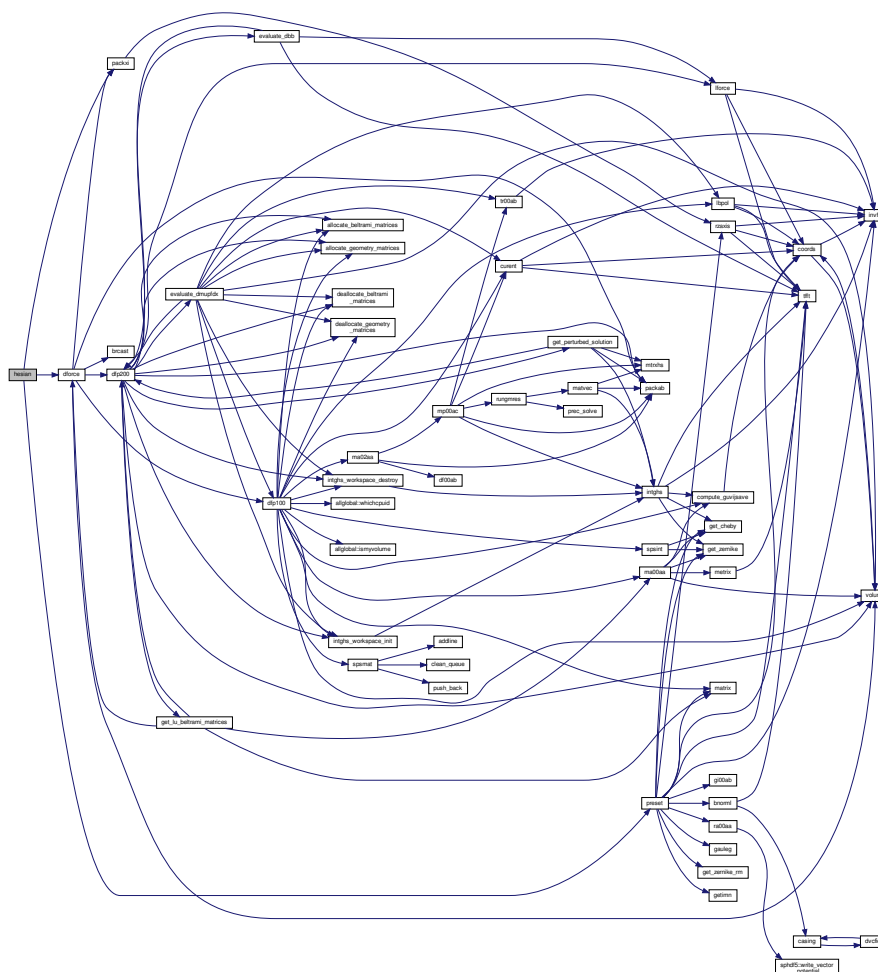 evaluate_dbb
packxi
lforce
tr00ab
lbpol
rzaxis
allocate_beltrami_matrices
allocate_geometry_matrices
coords
curent
evaluate_dmupfdx
deallocate_beltrami
_matrices
tfft
deallocate_geometry
_matrices
get_perturbed_solution
brcast
mtrxhs
hesian
dforce
dfp200
matvec
packab
rungmres
prec_solve
mp00ac
ma02aa
intghs_workspace_destroy
df00ab
intghs
compute_guvijsave
dfp100
allglobal::whichcpuid
get_cheby
allglobal::ismyvolume
spsint
get_zernike
ma00aa
metrix
intghs_workspace_init
addline
spsmat
clean_queue
push_back
matrix
get_lu_beltrami_matrices
gi00ab
preset
bnorml
ra00aa
gauleg
get_zernike_rm
getimn
casing
sphdf5::write_vector
potential